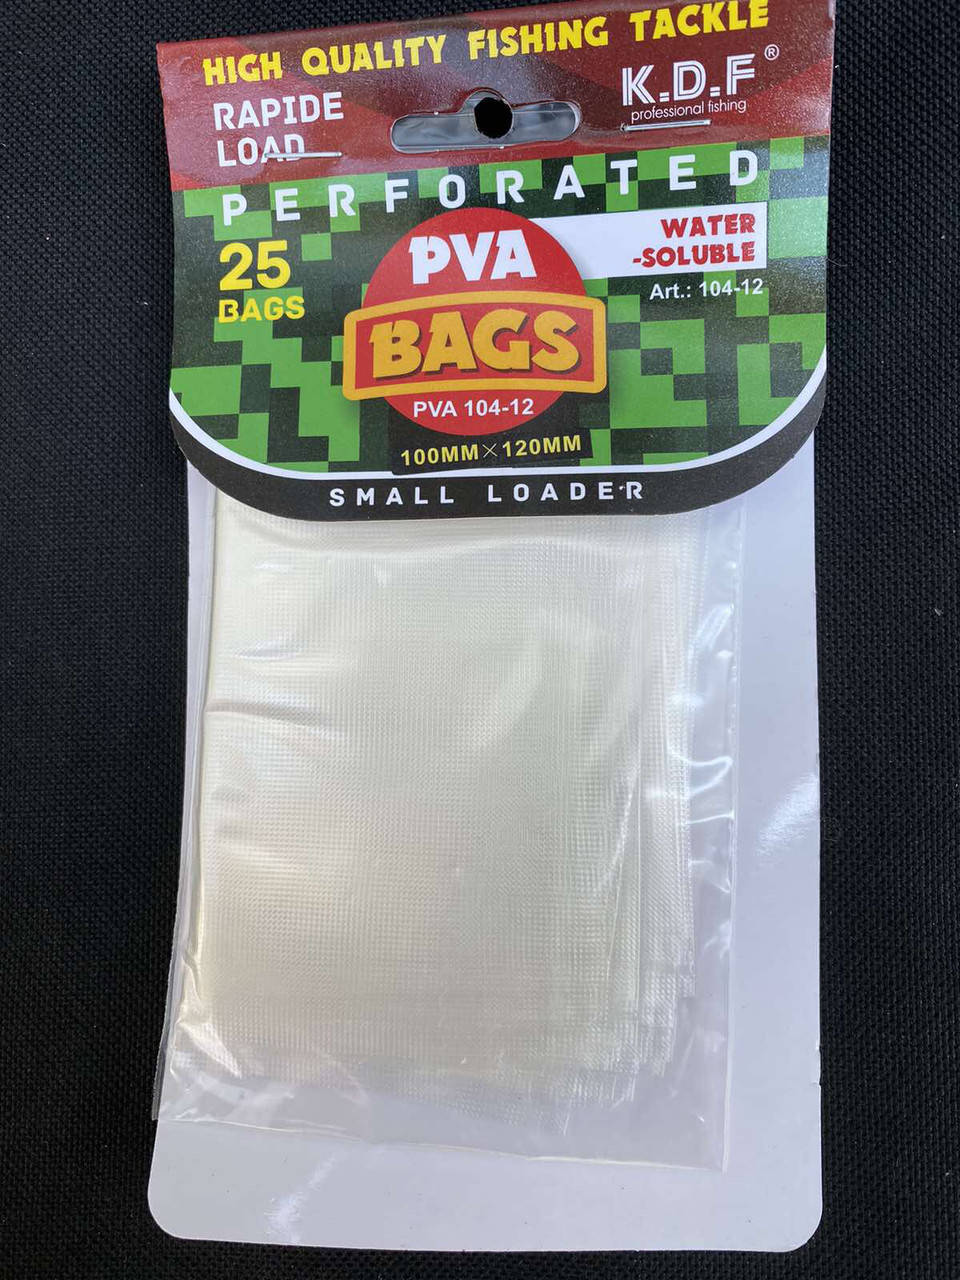 HIGH QUALITY FISHING TACKLE
RAPIDE
LOAD
K.D.F ®
professional fishing
PERFORATED
25
BAGS
PVA
BAGS
PVA 104-12
WATER
-SOLUBLE
Art.: 104-12
100MM×120MM
SMALL LOADER